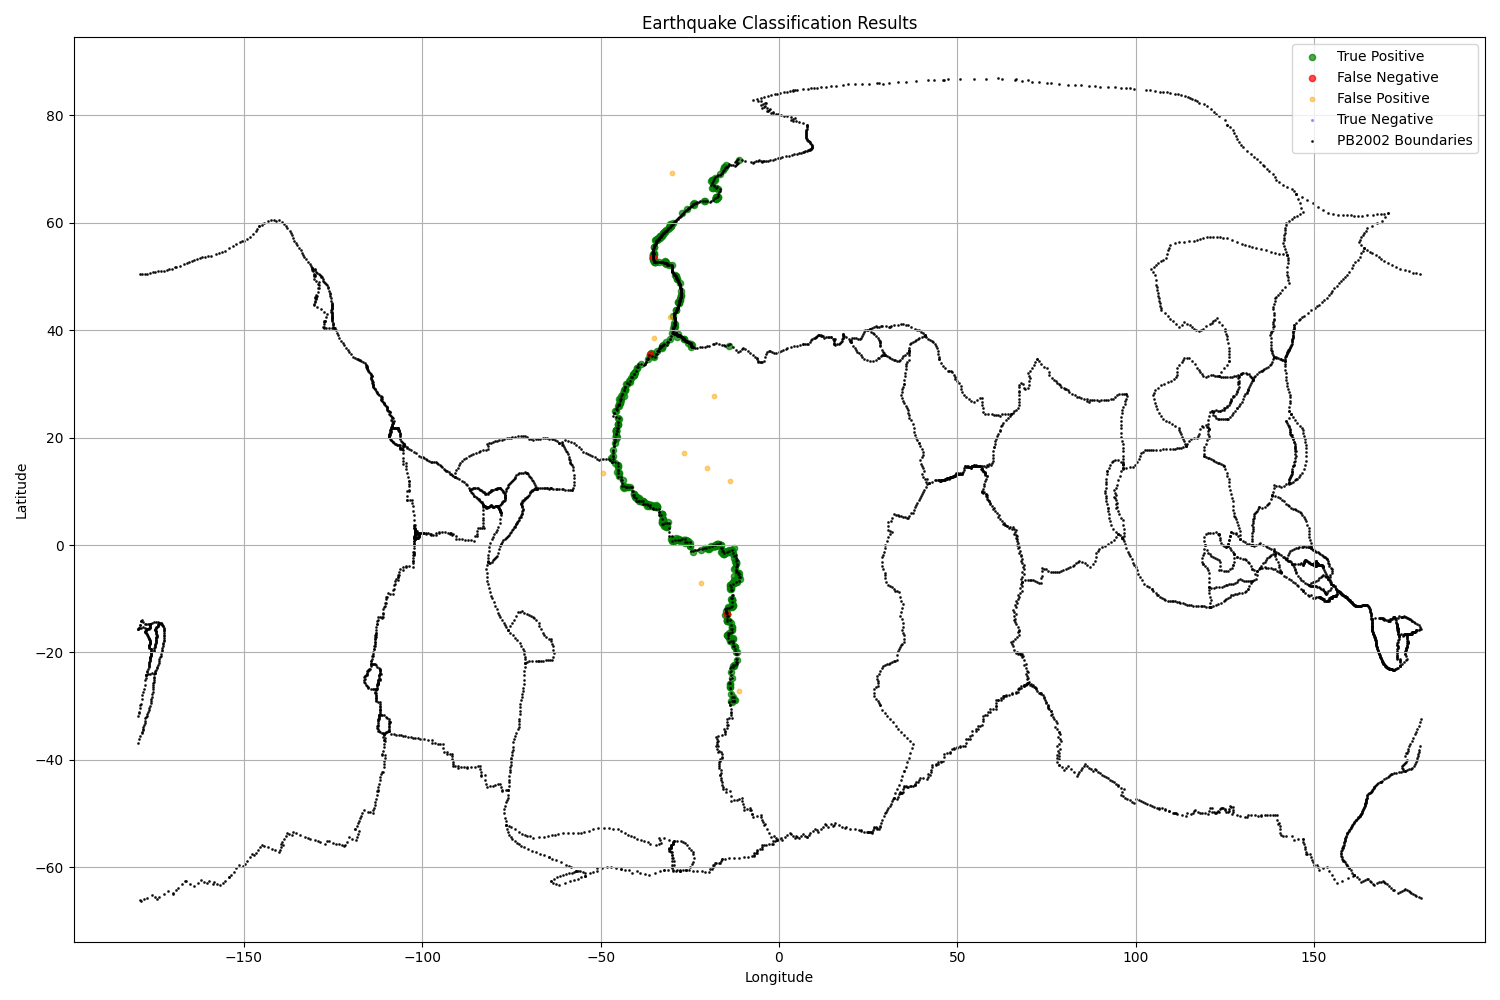 Earthquake Classification Results
True Positive
False Negative
False Positive
True Negative
PB2002 Boundaries
80
60
40
20
0
−20
−40
−60
Latitude
−150
−100
−50
0
50
100
150
Longitude